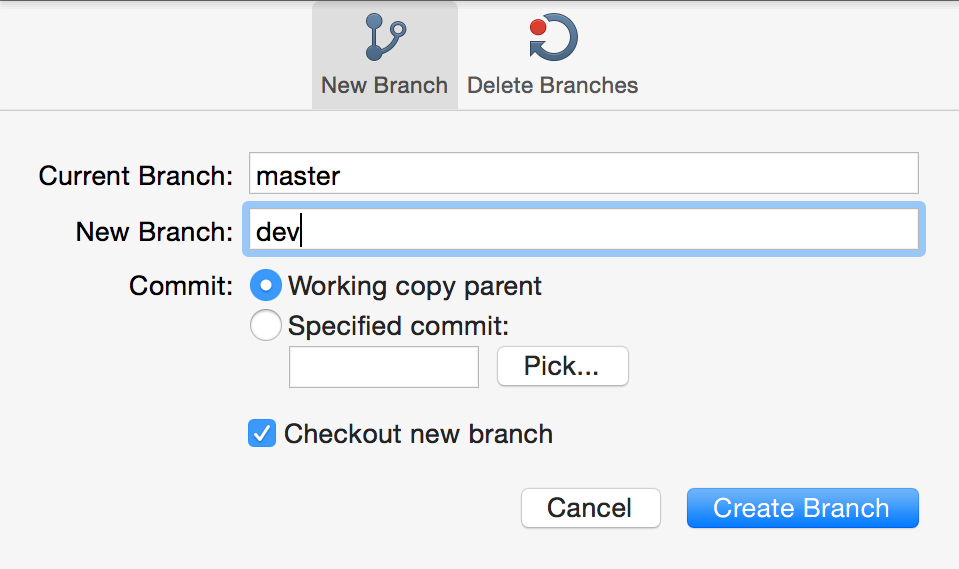 New Branch Delete Branches
Current Branch: master
New Branch: dev
Commit: Working copy parent
Specified commit:
Pick...
Checkout new branch
Cancel Create Branch